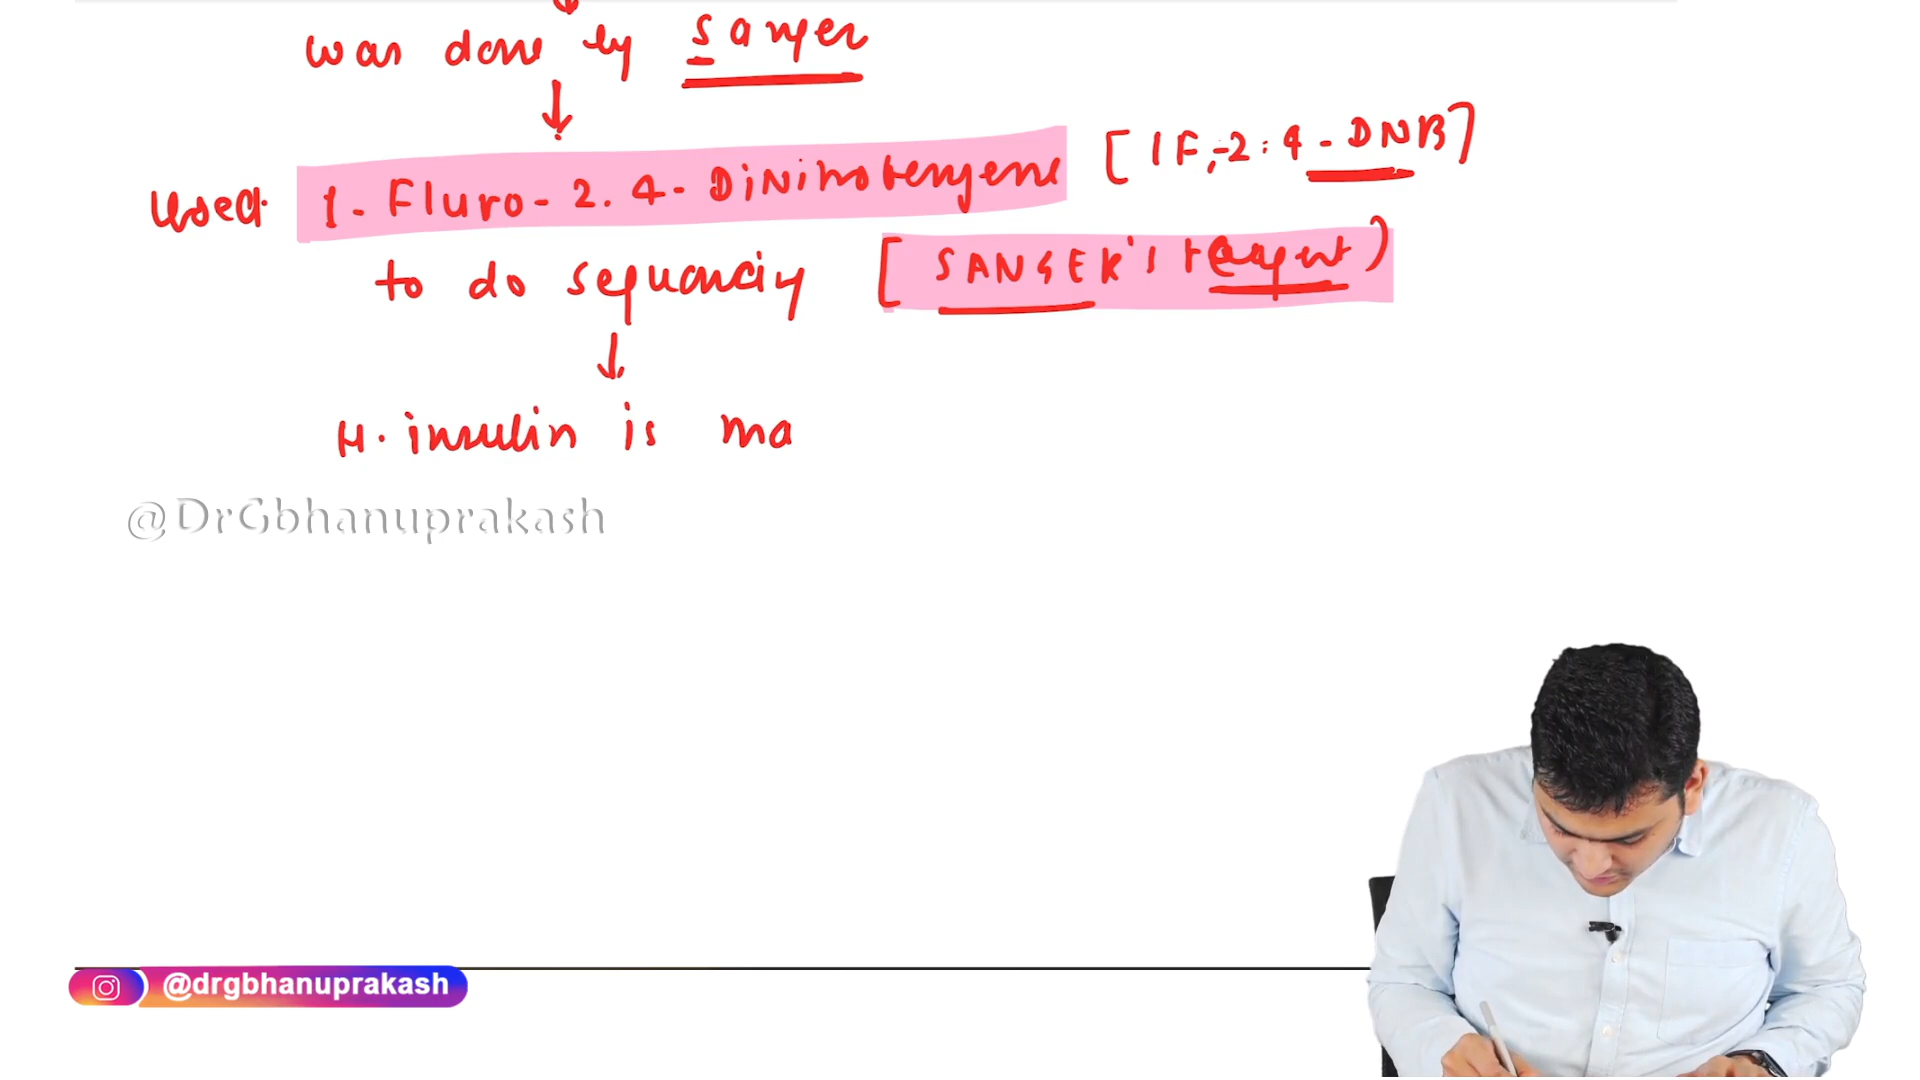 was done by Sanger
used 1- Fluro-2.4-DiNitrobenzene [1F,-2:4-DNB]
to do sequencing [SANGER's reagent)
H. insulin is ma
@DrGbhanuprakash
@drgbhanuprakash